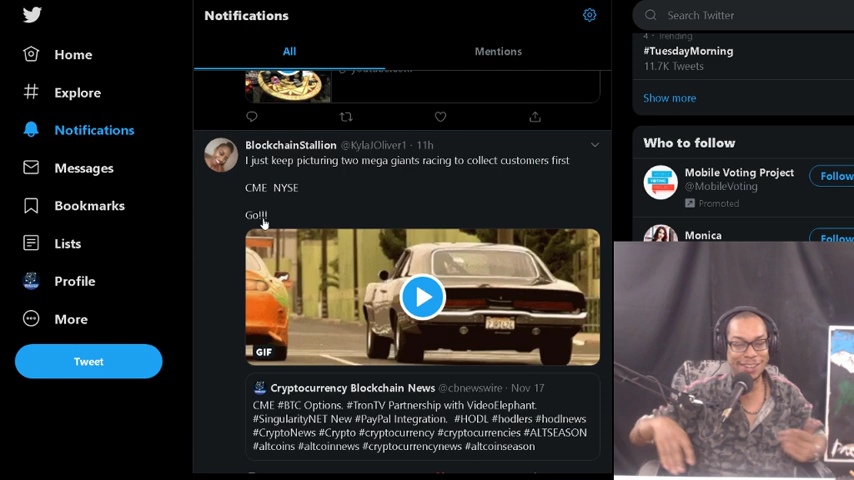 Notifications
All
Mentions
Search Twitter
Home
Explore
Notifications
Messages
Bookmarks
Lists
Profile
More
Tweet
BlockchainStallion @KylaJOliver1 · 11h
I just keep picturing two mega giants racing to collect customers first
CME NYSE
Go!!!
GIF
Cryptocurrency Blockchain News @cbnewswire · Nov 17
CME #BTC Options. #TronTV Partnership with VideoElephant.
#SingularityNET New #PayPal Integration. #HODL #hodlers #hodlnews
#CryptoNews #Crypto #cryptocurrency #cryptocurrencies #ALTSEASON
#altcoins #altcoinnews #cryptocurrencynews #altcoinseason
4 · Trending
#TuesdayMorning
11.7K Tweets
Show more
Who to follow
Mobile Voting Project
@MobileVoting
Promoted
Follow
Monica
Follow